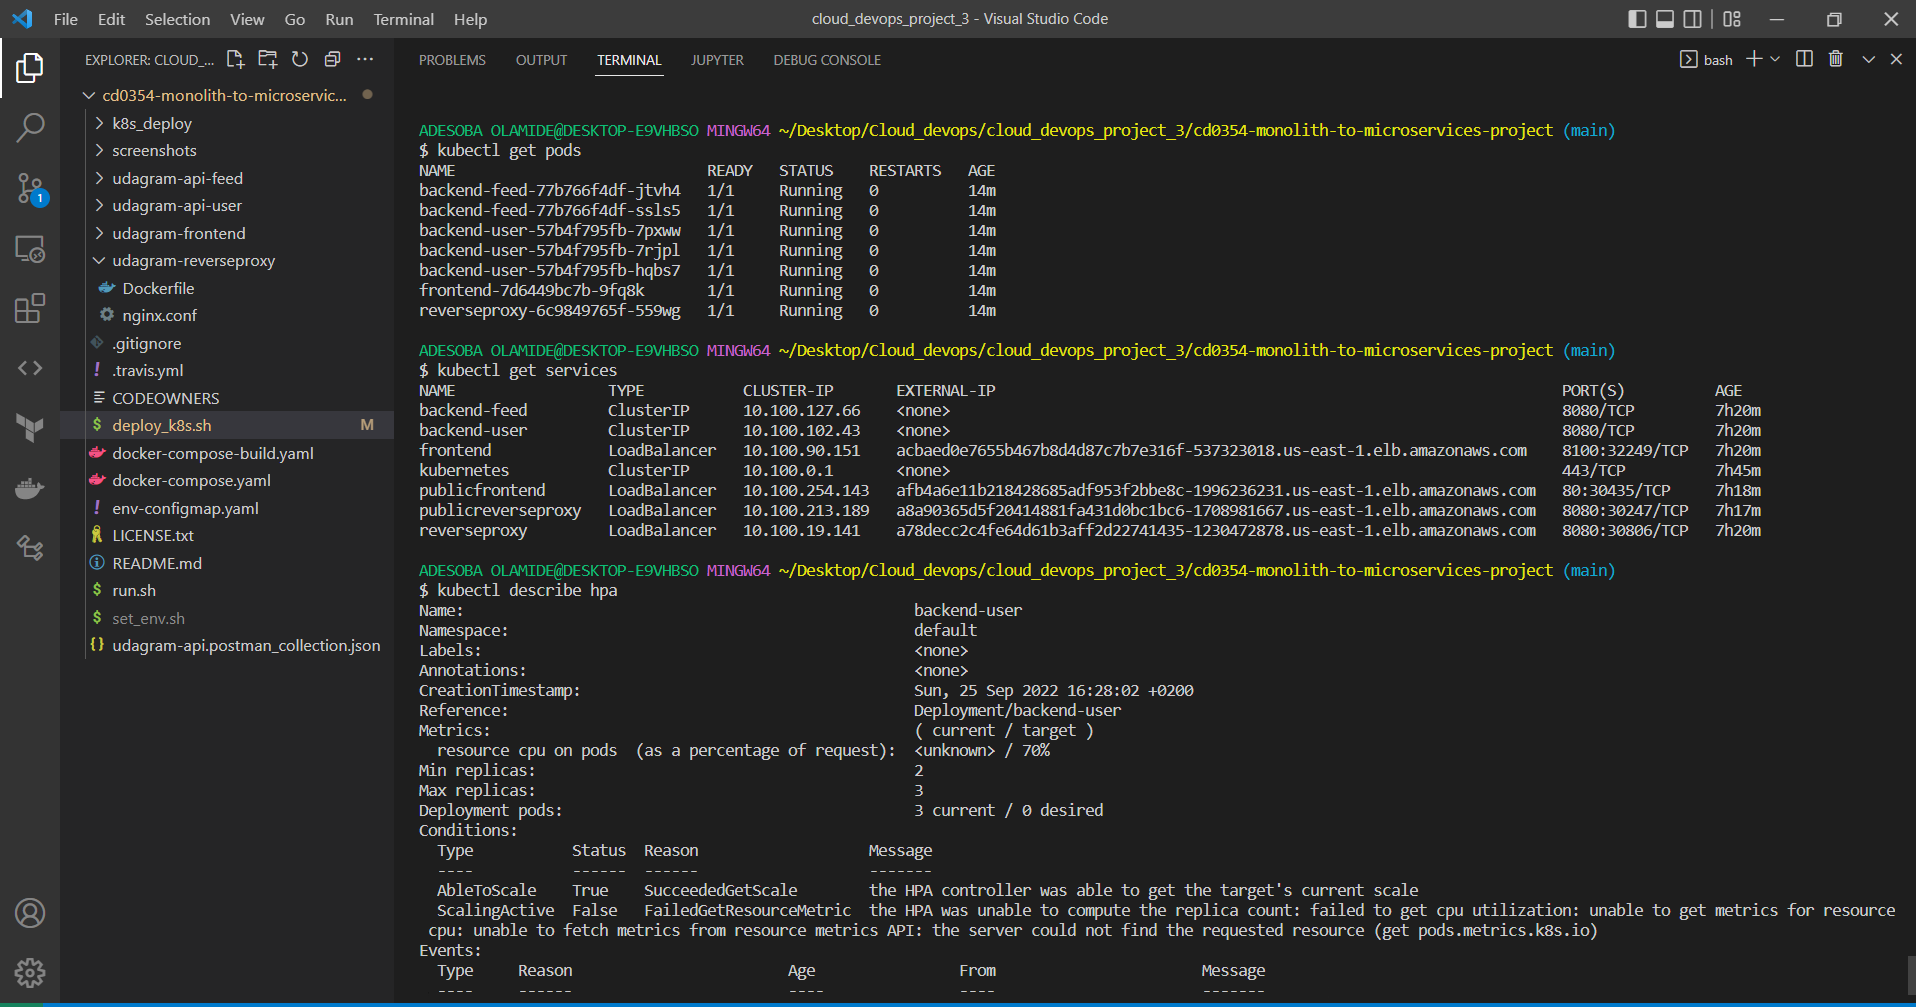 File Edit Selection View Go Run Terminal Help cloud_devops_project_3 - Visual Studio Code
EXPLORER: CLOUD_...
cd0354-monolith-to-microservic...
k8s_deploy
screenshots
udagram-api-feed
udagram-api-user
udagram-frontend
udagram-reverseproxy
Dockerfile
nginx.conf
.gitignore
! .travis.yml
CODEOWNERS
$ deploy_k8s.sh M
docker-compose-build.yaml
docker-compose.yaml
! env-configmap.yaml
LICENSE.txt
README.md
$ run.sh
$ set_env.sh
{} udagram-api.postman_collection.json
1
PROBLEMS OUTPUT TERMINAL JUPYTER DEBUG CONSOLE bash
ADESOBA OLAMIDE@DESKTOP-E9VHBSO MINGW64 ~/Desktop/Cloud_devops/cloud_devops_project_3/cd0354-monolith-to-microservices-project (main)
$ kubectl get pods
NAME READY STATUS RESTARTS AGE
backend-feed-77b766f4df-jtvh4 1/1 Running 0 14m
backend-feed-77b766f4df-ssls5 1/1 Running 0 14m
backend-user-57b4f795fb-7pxww 1/1 Running 0 14m
backend-user-57b4f795fb-7rjpl 1/1 Running 0 14m
backend-user-57b4f795fb-hqbs7 1/1 Running 0 14m
frontend-7d6449bc7b-9fq8k 1/1 Running 0 14m
reverseproxy-6c9849765f-559wg 1/1 Running 0 14m
ADESOBA OLAMIDE@DESKTOP-E9VHBSO MINGW64 ~/Desktop/Cloud_devops/cloud_devops_project_3/cd0354-monolith-to-microservices-project (main)
$ kubectl get services
NAME TYPE CLUSTER-IP EXTERNAL-IP PORT(S) AGE
backend-feed ClusterIP 10.100.127.66 <none> 8080/TCP 7h20m
backend-user ClusterIP 10.100.102.43 <none> 8080/TCP 7h20m
frontend LoadBalancer 10.100.90.151 acbaed0e7655b467b8d4d87c7b7e316f-537323018.us-east-1.elb.amazonaws.com 8100:32249/TCP 7h20m
kubernetes ClusterIP 10.100.0.1 <none> 443/TCP 7h45m
publicfrontend LoadBalancer 10.100.254.143 afb4a6e11b218428685adf953f2bbe8c-1996236231.us-east-1.elb.amazonaws.com 80:30435/TCP 7h18m
publicreverseproxy LoadBalancer 10.100.213.189 a8a90365d5f20414881fa431d0bc1bc6-1708981667.us-east-1.elb.amazonaws.com 8080:30247/TCP 7h17m
reverseproxy LoadBalancer 10.100.19.141 a78decc2c4fe64d61b3aff2d22741435-1230472878.us-east-1.elb.amazonaws.com 8080:30806/TCP 7h20m
ADESOBA OLAMIDE@DESKTOP-E9VHBSO MINGW64 ~/Desktop/Cloud_devops/cloud_devops_project_3/cd0354-monolith-to-microservices-project (main)
$ kubectl describe hpa
Name: backend-user
Namespace: default
Labels: <none>
Annotations: <none>
CreationTimestamp: Sun, 25 Sep 2022 16:28:02 +0200
Reference: Deployment/backend-user
Metrics: ( current / target )
resource cpu on pods (as a percentage of request): <unknown> / 70%
Min replicas: 2
Max replicas: 3
Deployment pods: 3 current / 0 desired
Conditions:
Type Status Reason Message
---- ------ ------ -------
AbleToScale True SucceededGetScale the HPA controller was able to get the target's current scale
ScalingActive False FailedGetResourceMetric the HPA was unable to compute the replica count: failed to get cpu utilization: unable to get metrics for resource
cpu: unable to fetch metrics from resource metrics API: the server could not find the requested resource (get pods.metrics.k8s.io)
Events:
Type Reason Age From Message
---- ------ ---- ---- -------